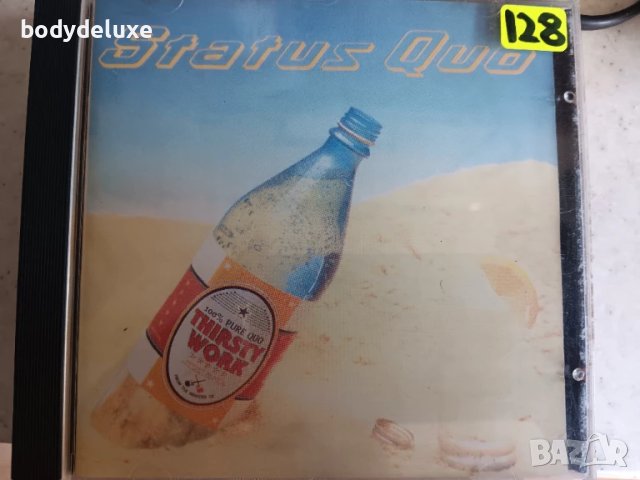 bodydeluxe
128
Status Quo
100% PURE QUO
THIRSTY
WORK
BAZAR